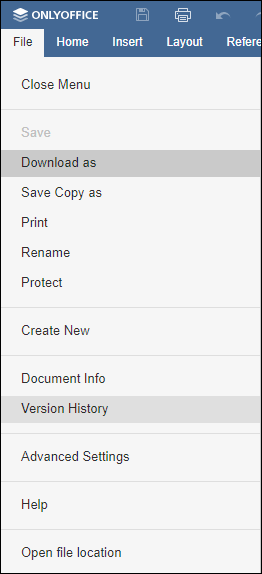 ONLYOFFICE
File Home Insert Layout Refere
Close Menu
Save
Download as
Save Copy as
Print
Rename
Protect
Create New
Document Info
Version History
Advanced Settings
Help
Open file location